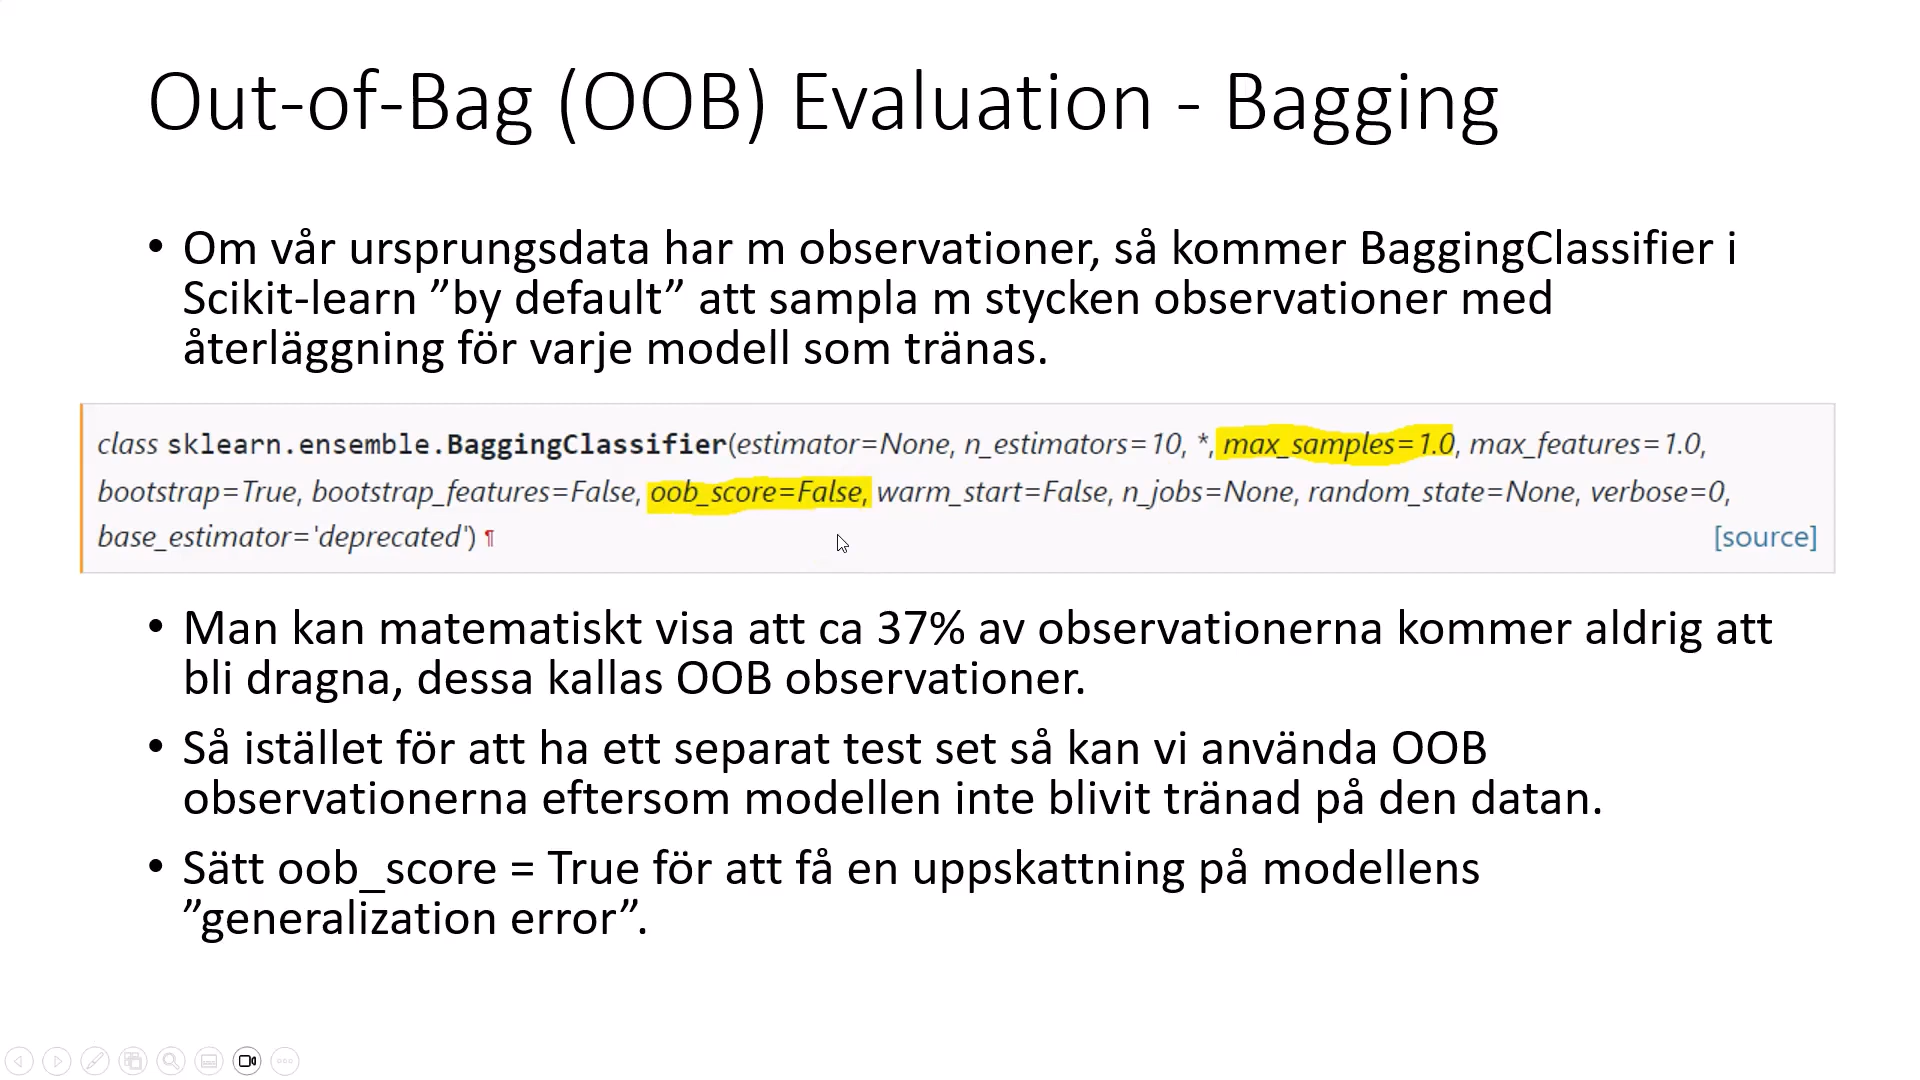 Out-of-Bag (OOB) Evaluation - Bagging
• Om vår ursprungsdata har m observationer, så kommer BaggingClassifier i
Scikit-learn ”by default” att sampla m stycken observationer med
återläggning för varje modell som tränas.
class sklearn.ensemble.BaggingClassifier(estimator=None, n_estimators=10, *, max_samples=1.0, max_features=1.0,
bootstrap=True, bootstrap_features=False, oob_score=False, warm_start=False, n_jobs=None, random_state=None, verbose=0,
base_estimator='deprecated') ¶ [source]
• Man kan matematiskt visa att ca 37% av observationerna kommer aldrig att
bli dragna, dessa kallas OOB observationer.
• Så istället för att ha ett separat test set så kan vi använda OOB
observationerna eftersom modellen inte blivit tränad på den datan.
• Sätt oob_score = True för att få en uppskattning på modellens
”generalization error”.